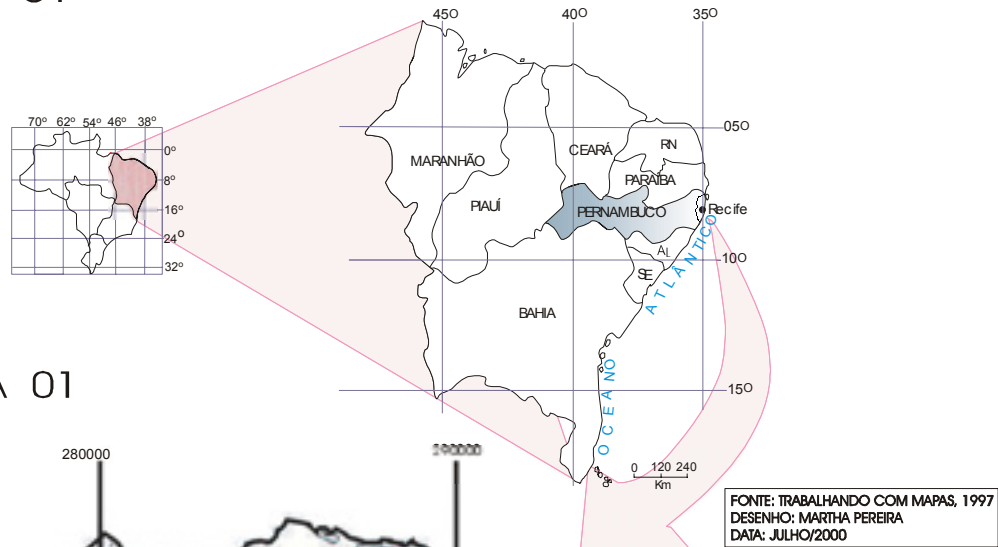 45O 40O 35O
70º 62º 54º 46º 38º
0º
8º
16º
24º
32º
05O
RN
CEARÁ
MARANHÃO
PARAÍBA
PIAUÍ
PERNAMBUCO
Recife
AL
10O
SE
BAHIA
OCEANO ATLÂNTICO
15O
A 01
0 120 240
Km
280000
290000
FONTE: TRABALHANDO COM MAPAS, 1997
DESENHO: MARTHA PEREIRA
DATA: JULHO/2000